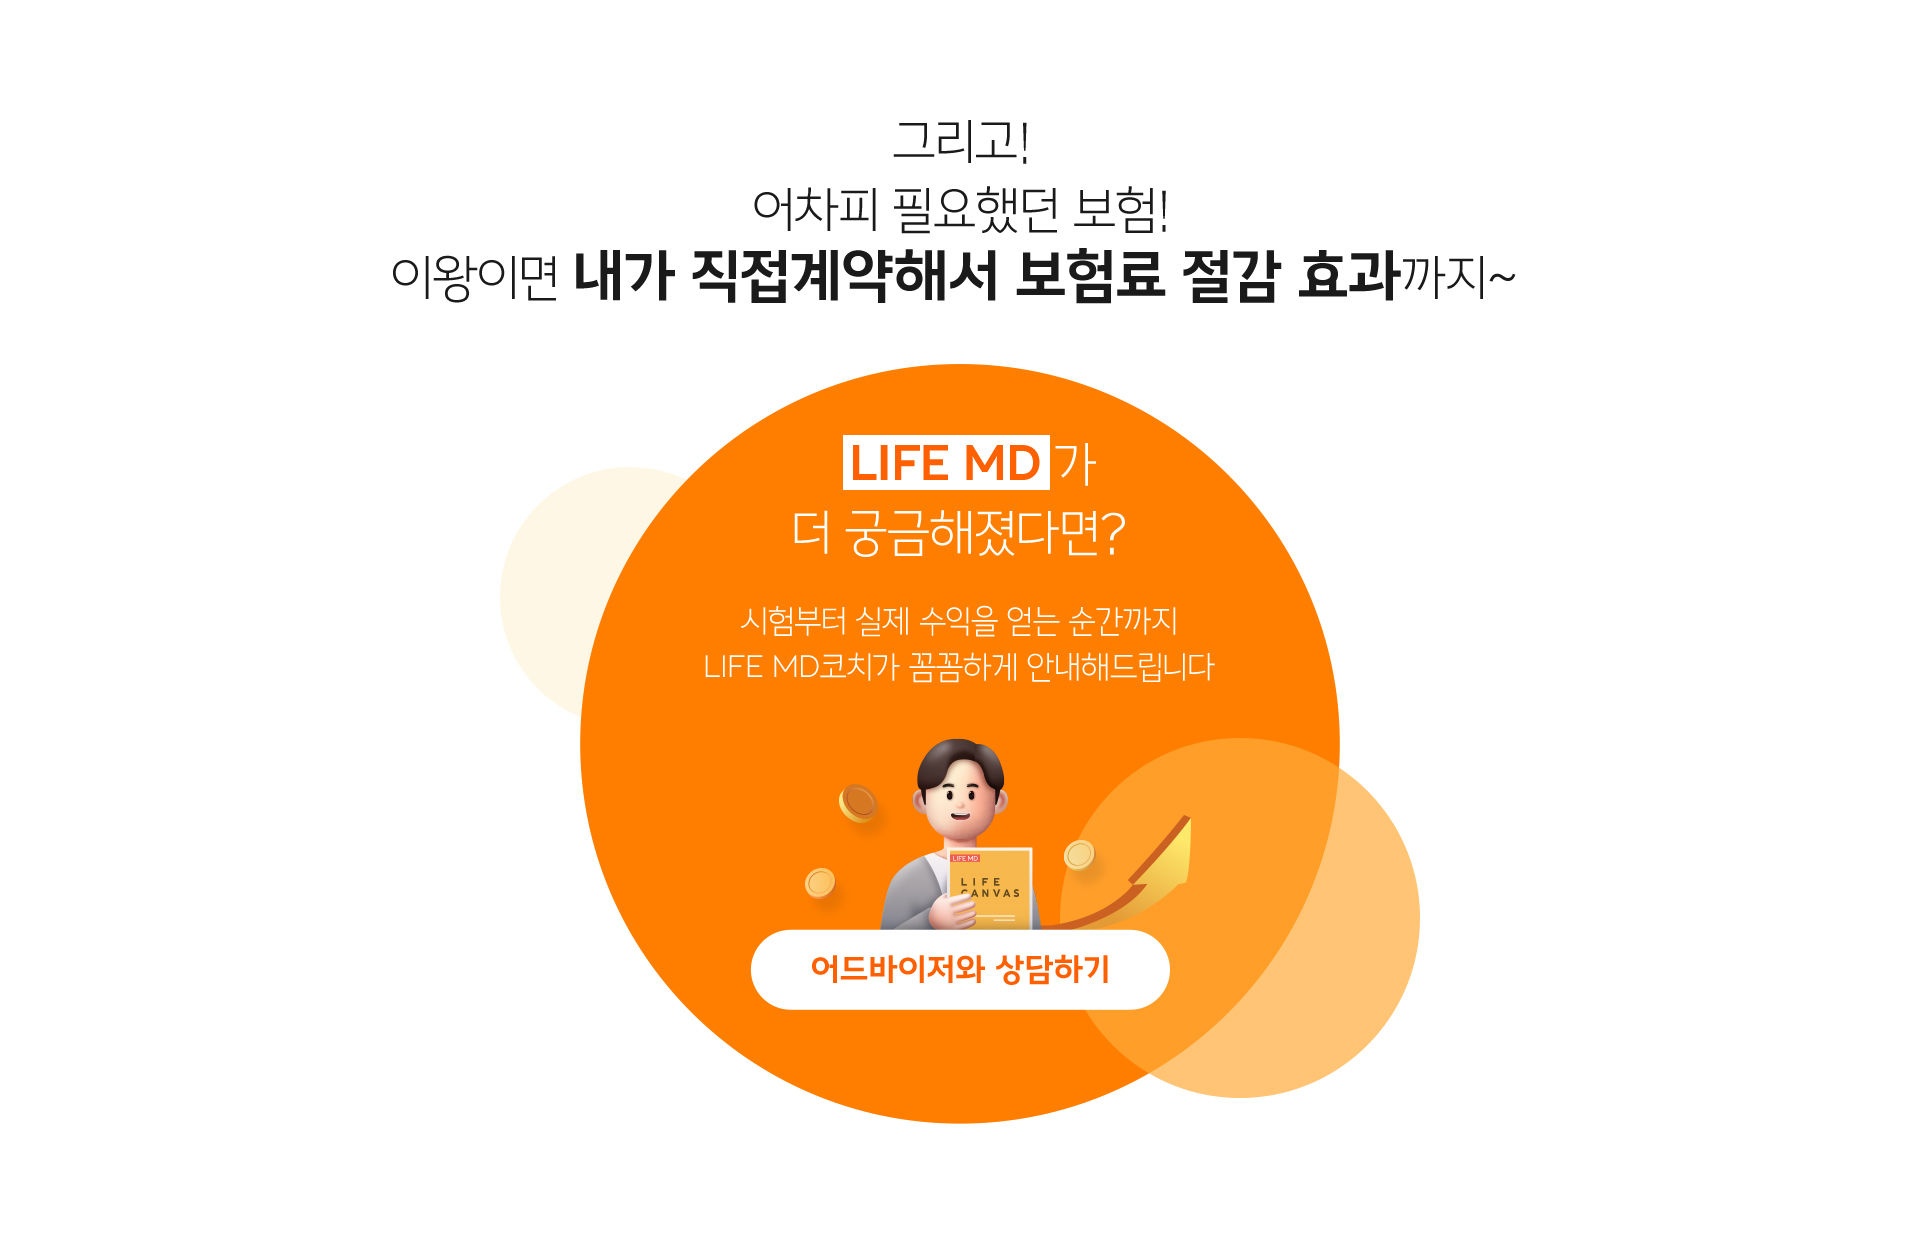 그리고!
어차피 필요했던 보험!
이왕이면 내가 직접계약해서 보험료 절감 효과까지~
LIFE MD가
더 궁금해졌다면?
시험부터 실제 수익을 얻는 순간까지
LIFE MD코치가 꼼꼼하게 안내해드립니다
LIFE MD
LIFE
CANVAS
어드바이저와 상담하기